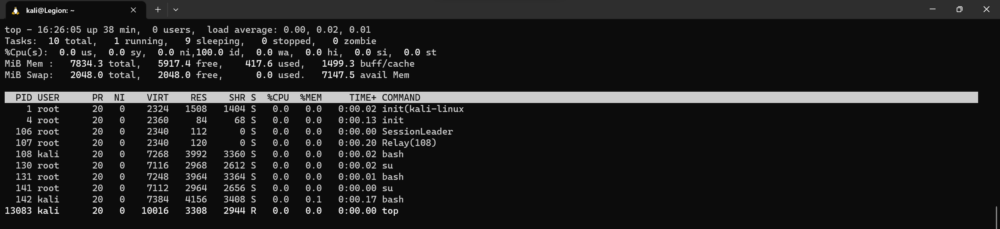 kali@Legion: ~
top - 16:26:05 up 38 min,  0 users,  load average: 0.00, 0.02, 0.01
Tasks:  10 total,   1 running,   9 sleeping,   0 stopped,   0 zombie
%Cpu(s):  0.0 us,  0.0 sy,  0.0 ni,100.0 id,  0.0 wa,  0.0 hi,  0.0 si,  0.0 st
MiB Mem :   7834.3 total,   5917.4 free,    417.6 used,   1499.3 buff/cache
MiB Swap:   2048.0 total,   2048.0 free,      0.0 used.   7147.5 avail Mem
  PID USER      PR  NI    VIRT    RES    SHR S  %CPU  %MEM     TIME+ COMMAND
    1 root      20   0    2324   1508   1404 S   0.0   0.0   0:00.02 init(kali-linux
    4 root      20   0    2360     84     68 S   0.0   0.0   0:00.13 init
  106 root      20   0    2340    112      0 S   0.0   0.0   0:00.00 SessionLeader
  107 root      20   0    2340    120      0 S   0.0   0.0   0:00.20 Relay(108)
  108 kali      20   0    7268   3992   3360 S   0.0   0.0   0:00.02 bash
  130 root      20   0    7116   2968   2612 S   0.0   0.0   0:00.02 su
  131 root      20   0    7248   3964   3364 S   0.0   0.0   0:00.01 bash
  141 root      20   0    7112   2964   2656 S   0.0   0.0   0:00.00 su
  142 kali      20   0    7384   4156   3408 S   0.0   0.1   0:00.17 bash
13083 kali      20   0   10016   3308   2944 R   0.0   0.0   0:00.00 top